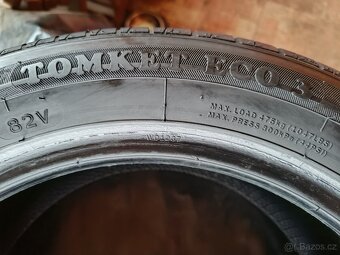 TOMKET ECO 3
82V
MAX. LOAD 475kg (1047LBS)
MAX. PRESS 300KPa (44PSI)
Bazos.cz